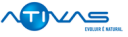 ATIVAS
EVOLUIR É NATURAL.